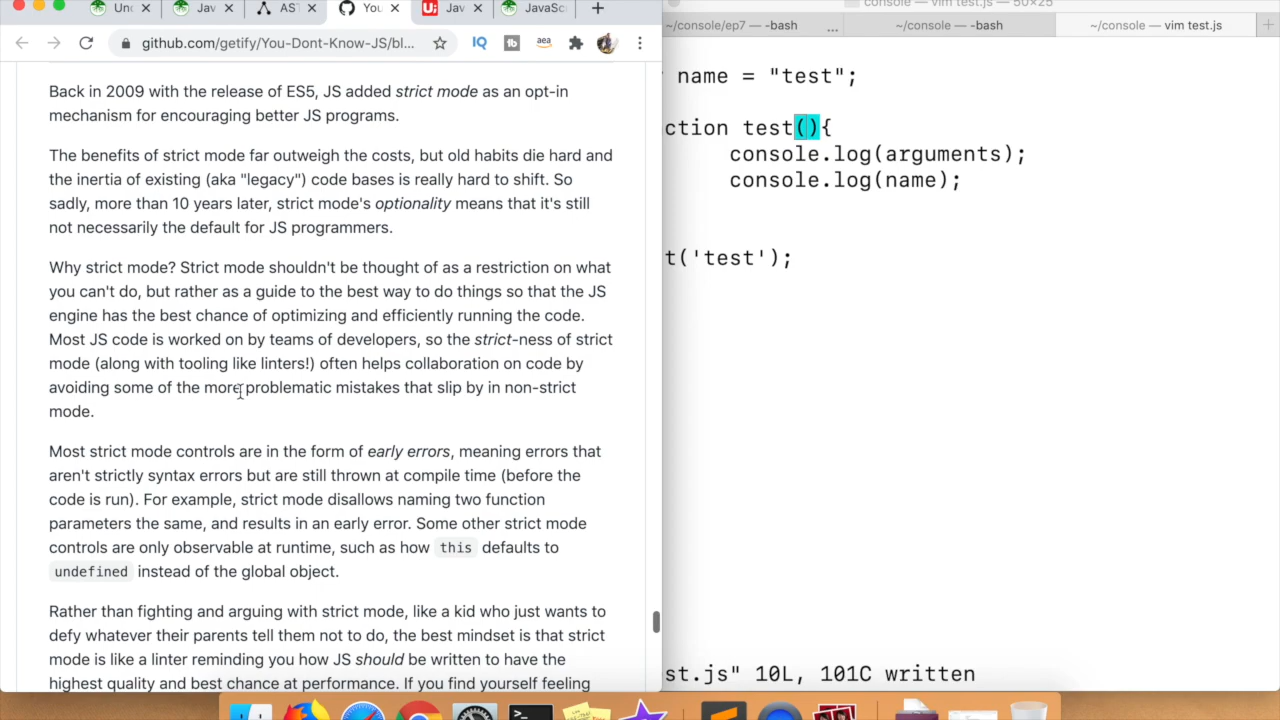 console — vim test.js — 50×25
Unc
Jav
AST
You
Jav
JavaSc
~/console/ep7 — -bash
...
~/console — -bash
~/console — vim test.js
github.com/getify/You-Dont-Know-JS/bl...
IQ
aea
Back in 2009 with the release of ES5, JS added strict mode as an opt-in
mechanism for encouraging better JS programs.
The benefits of strict mode far outweigh the costs, but old habits die hard and
the inertia of existing (aka "legacy") code bases is really hard to shift. So
sadly, more than 10 years later, strict mode's optionality means that it's still
not necessarily the default for JS programmers.
Why strict mode? Strict mode shouldn't be thought of as a restriction on what
you can't do, but rather as a guide to the best way to do things so that the JS
engine has the best chance of optimizing and efficiently running the code.
Most JS code is worked on by teams of developers, so the strict-ness of strict
mode (along with tooling like linters!) often helps collaboration on code by
avoiding some of the more problematic mistakes that slip by in non-strict
mode.
Most strict mode controls are in the form of early errors, meaning errors that
aren't strictly syntax errors but are still thrown at compile time (before the
code is run). For example, strict mode disallows naming two function
parameters the same, and results in an early error. Some other strict mode
controls are only observable at runtime, such as how this defaults to
undefined instead of the global object.
Rather than fighting and arguing with strict mode, like a kid who just wants to
defy whatever their parents tell them not to do, the best mindset is that strict
mode is like a linter reminding you how JS should be written to have the
highest quality and best chance at performance. If you find yourself feeling
name = "test";
ction test(){
console.log(arguments);
console.log(name);
t('test');
st.js" 10L, 101C written